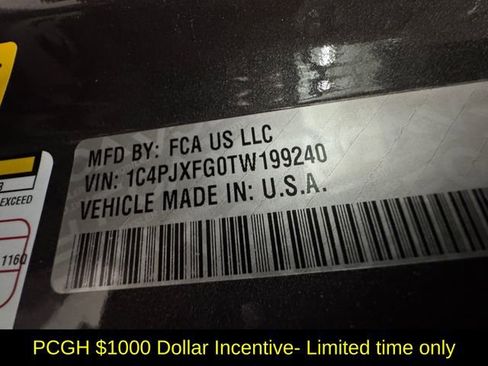 MFD BY: FCA US LLC
VIN: 1C4PJXFG0TW199240
VEHICLE MADE IN: U.S.A.
EXCEED
1160
PCGH $1000 Dollar Incentive- Limited time only